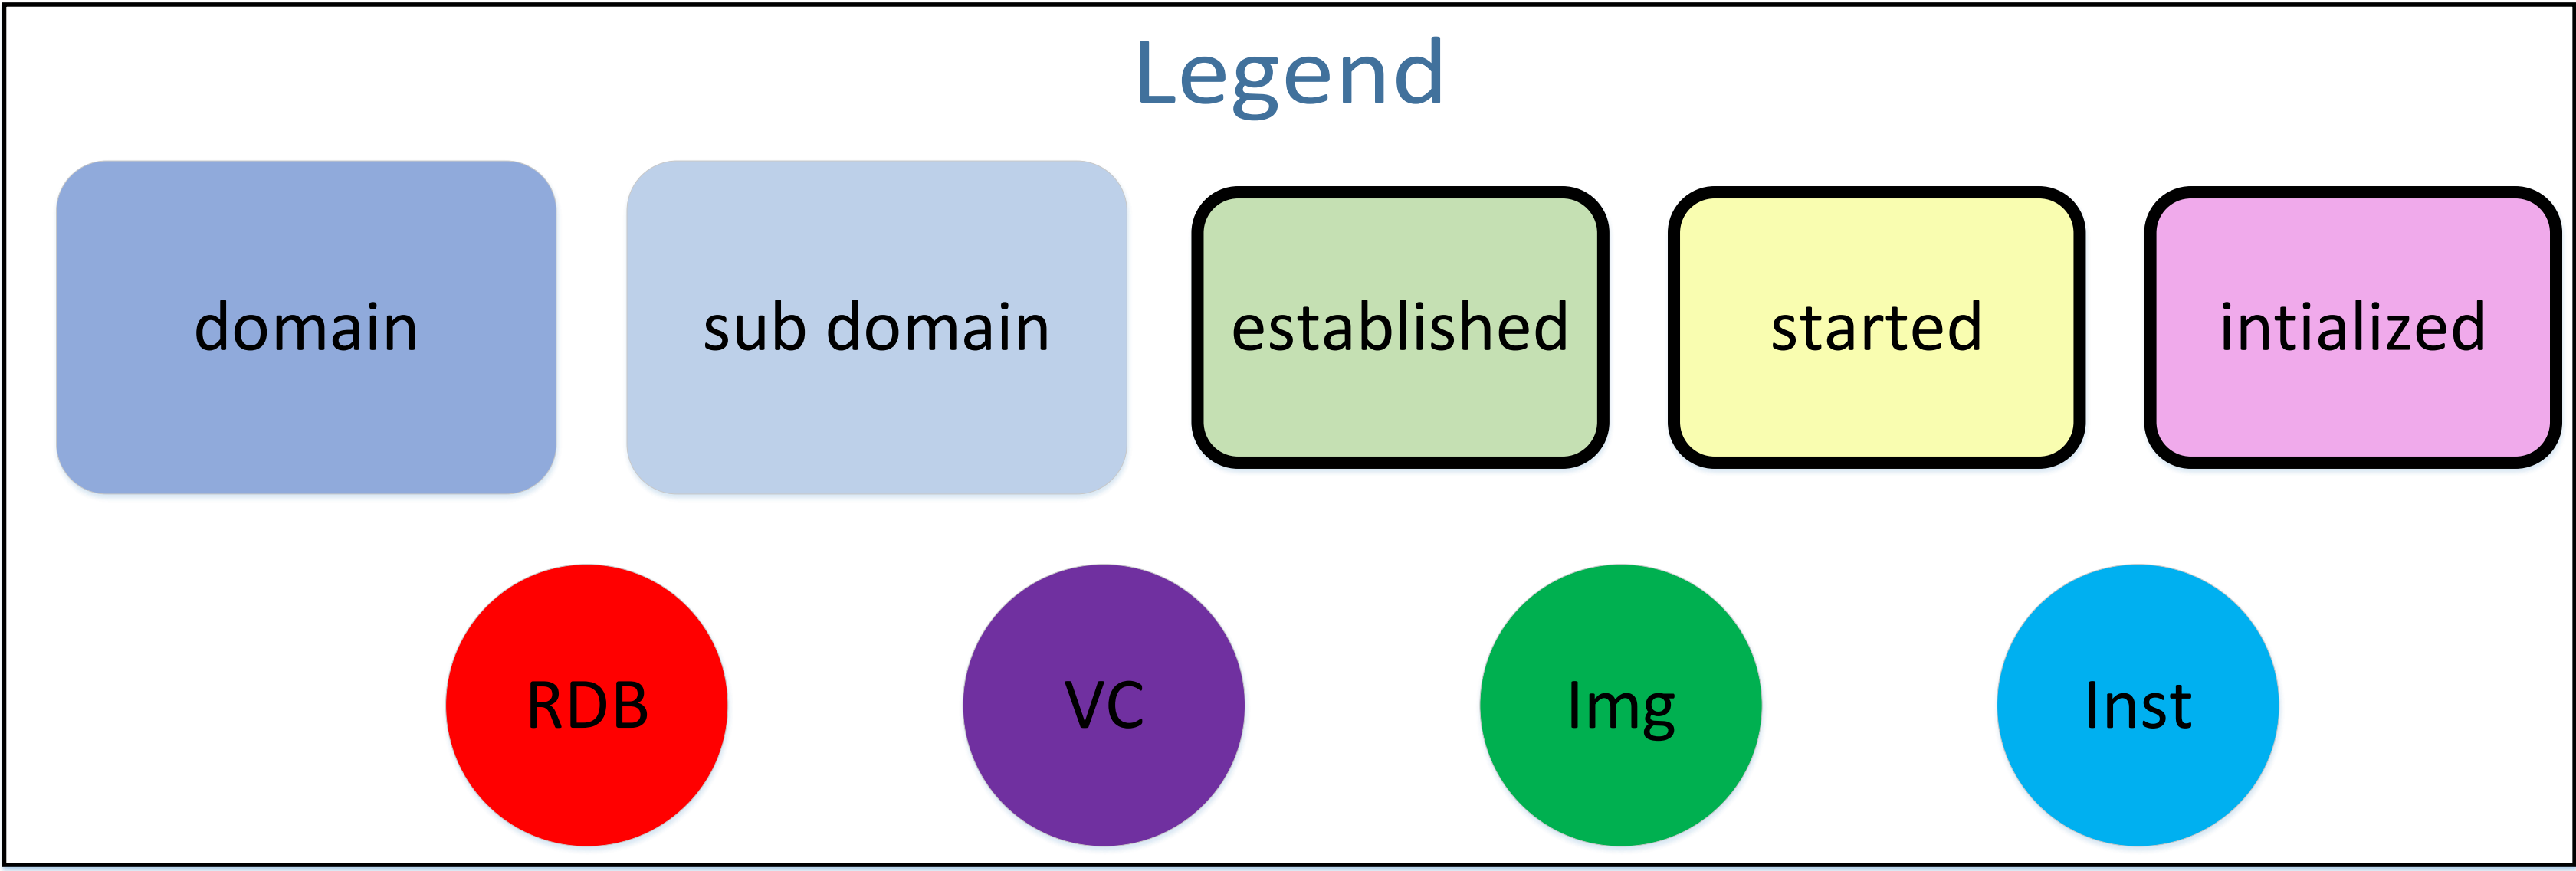 Legend
domain
sub domain
established
started
intialized
RDB
VC
Img
Inst